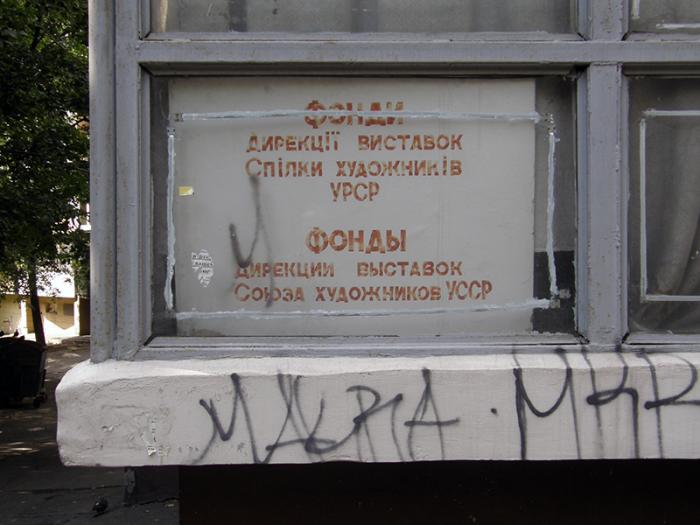 ФОНДИ
ДИРЕКЦІЇ ВИСТАВОК
СПІЛКИ ХУДОЖНИКІВ
УРСР
ФОНДЫ
ДИРЕКЦИИ ВЫСТАВОК
СОЮЗА ХУДОЖНИКОВ УССР